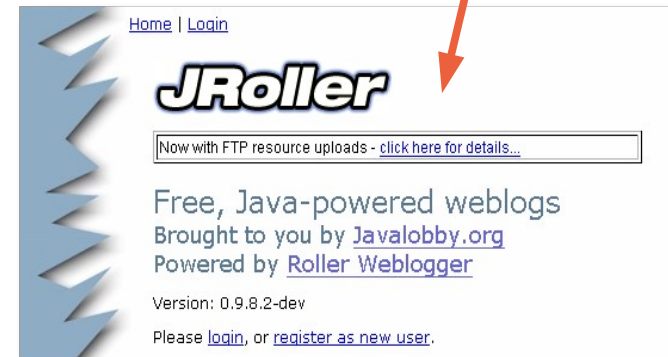 Home | Login
JRoller
Now with FTP resource uploads - click here for details...
Free, Java-powered weblogs
Brought to you by Javalobby.org
Powered by Roller Weblogger
Version: 0.9.8.2-dev
Please login, or register as new user.